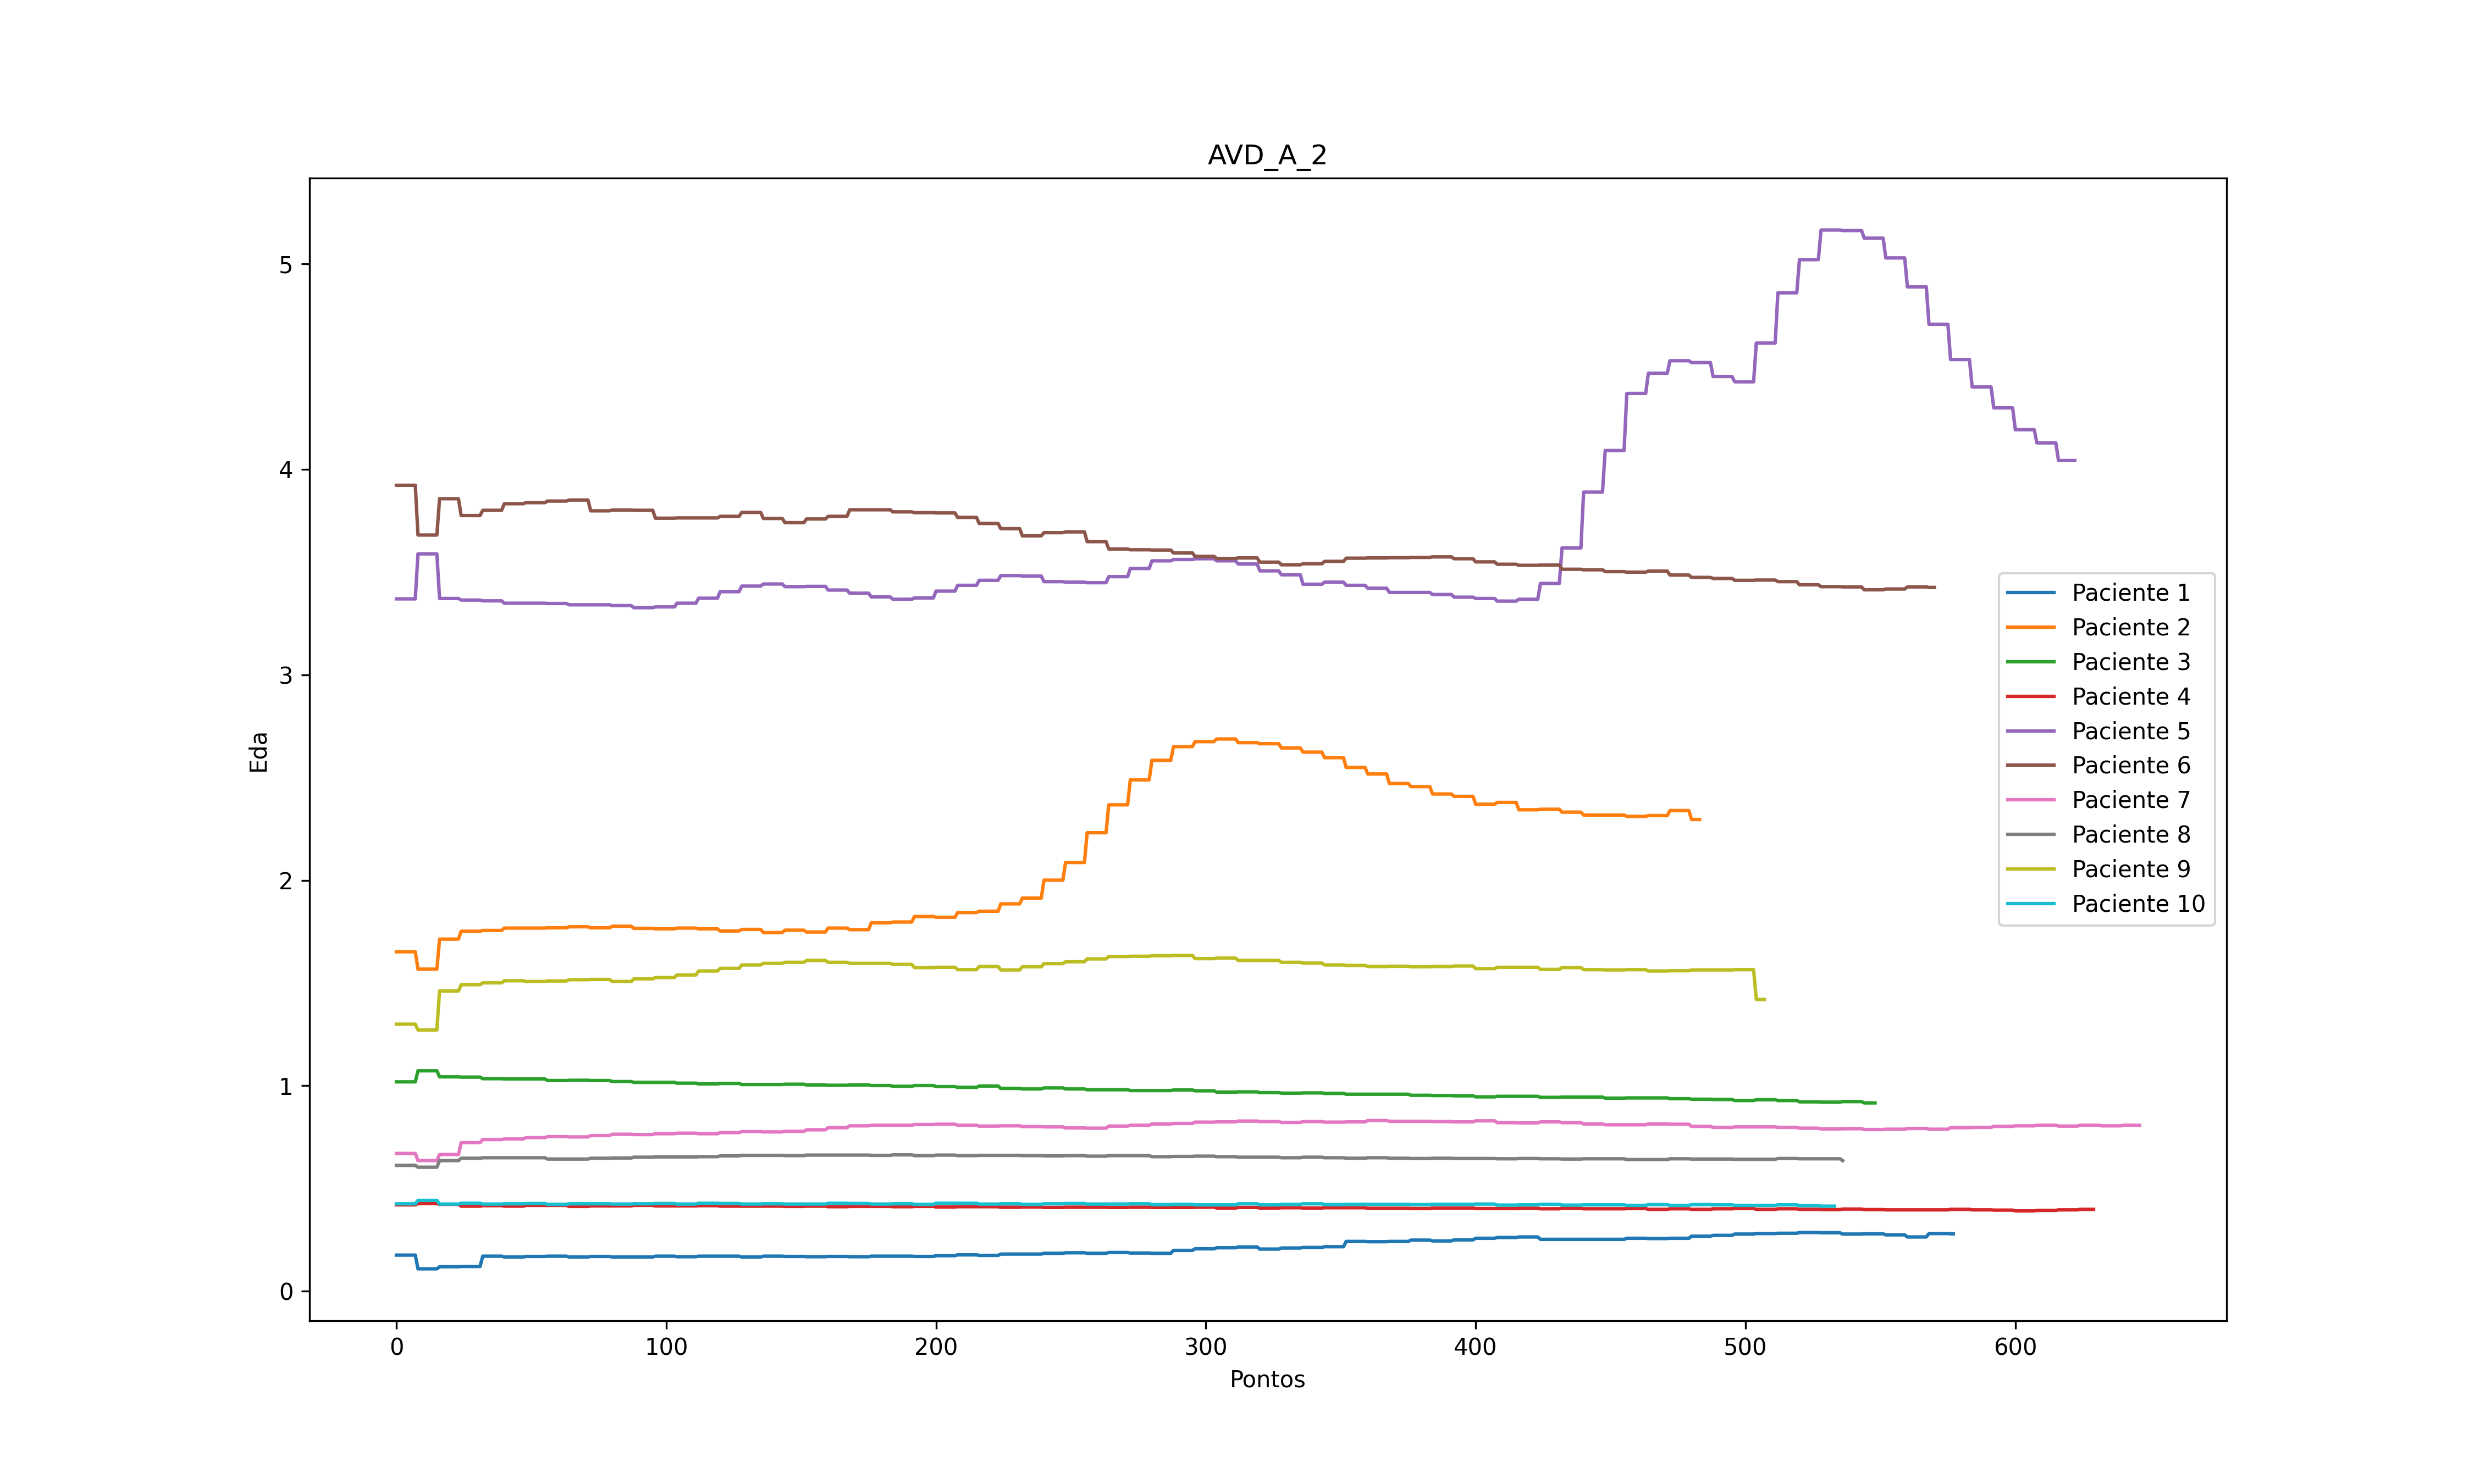 AVD_A_2
Eda
5
4
3
2
1
0
Paciente 1
Paciente 2
Paciente 3
Paciente 4
Paciente 5
Paciente 6
Paciente 7
Paciente 8
Paciente 9
Paciente 10
0 100 200 300 400 500 600
Pontos